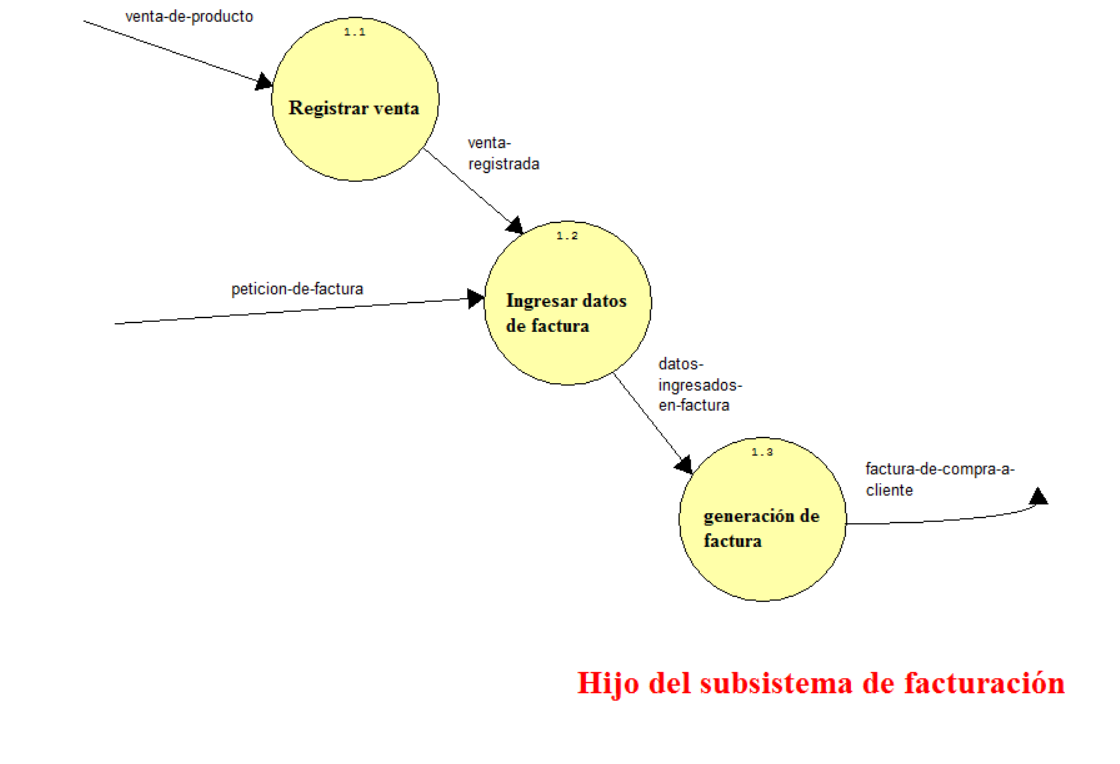 venta-de-producto
1.1
Registrar venta
venta-
registrada
1.2
peticion-de-factura
Ingresar datos
de factura
datos-
ingresados-
en-factura
1.3
factura-de-compra-a-
cliente
generación de
factura
Hijo del subsistema de facturación